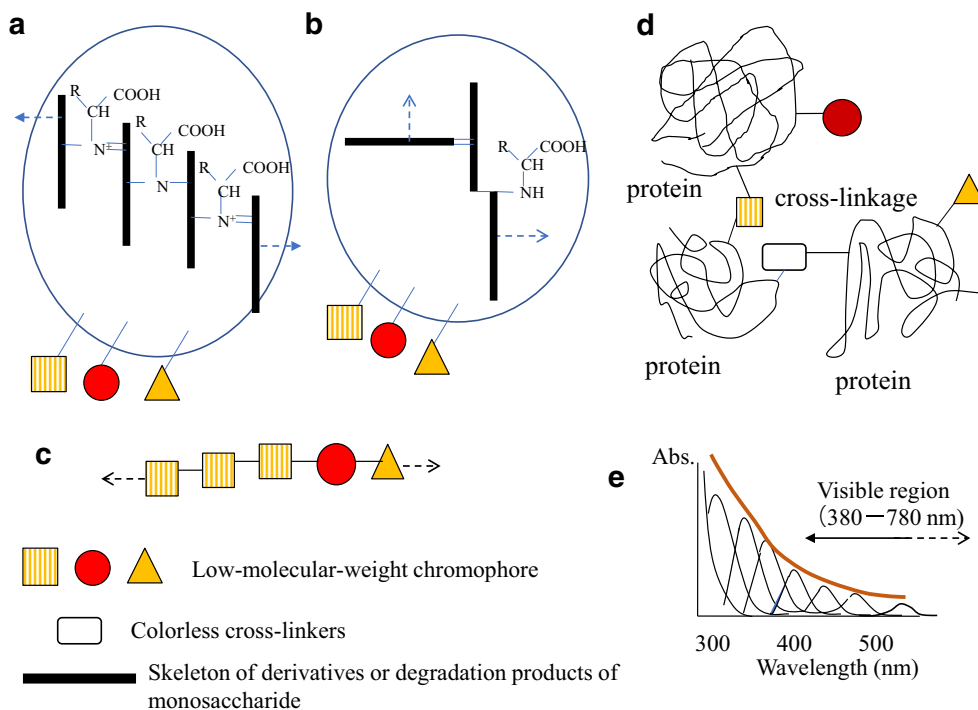 a
R
COOH
CH
N⁺
R
COOH
CH
N
R
COOH
CH
N⁺
b
R
COOH
CH
NH
c
d
protein
cross-linkage
protein
protein
Low-molecular-weight chromophore
Colorless cross-linkers
Skeleton of derivatives or degradation products of
monosaccharide
e
Abs.
Visible region
(380—780 nm)
300 400 500
Wavelength (nm)